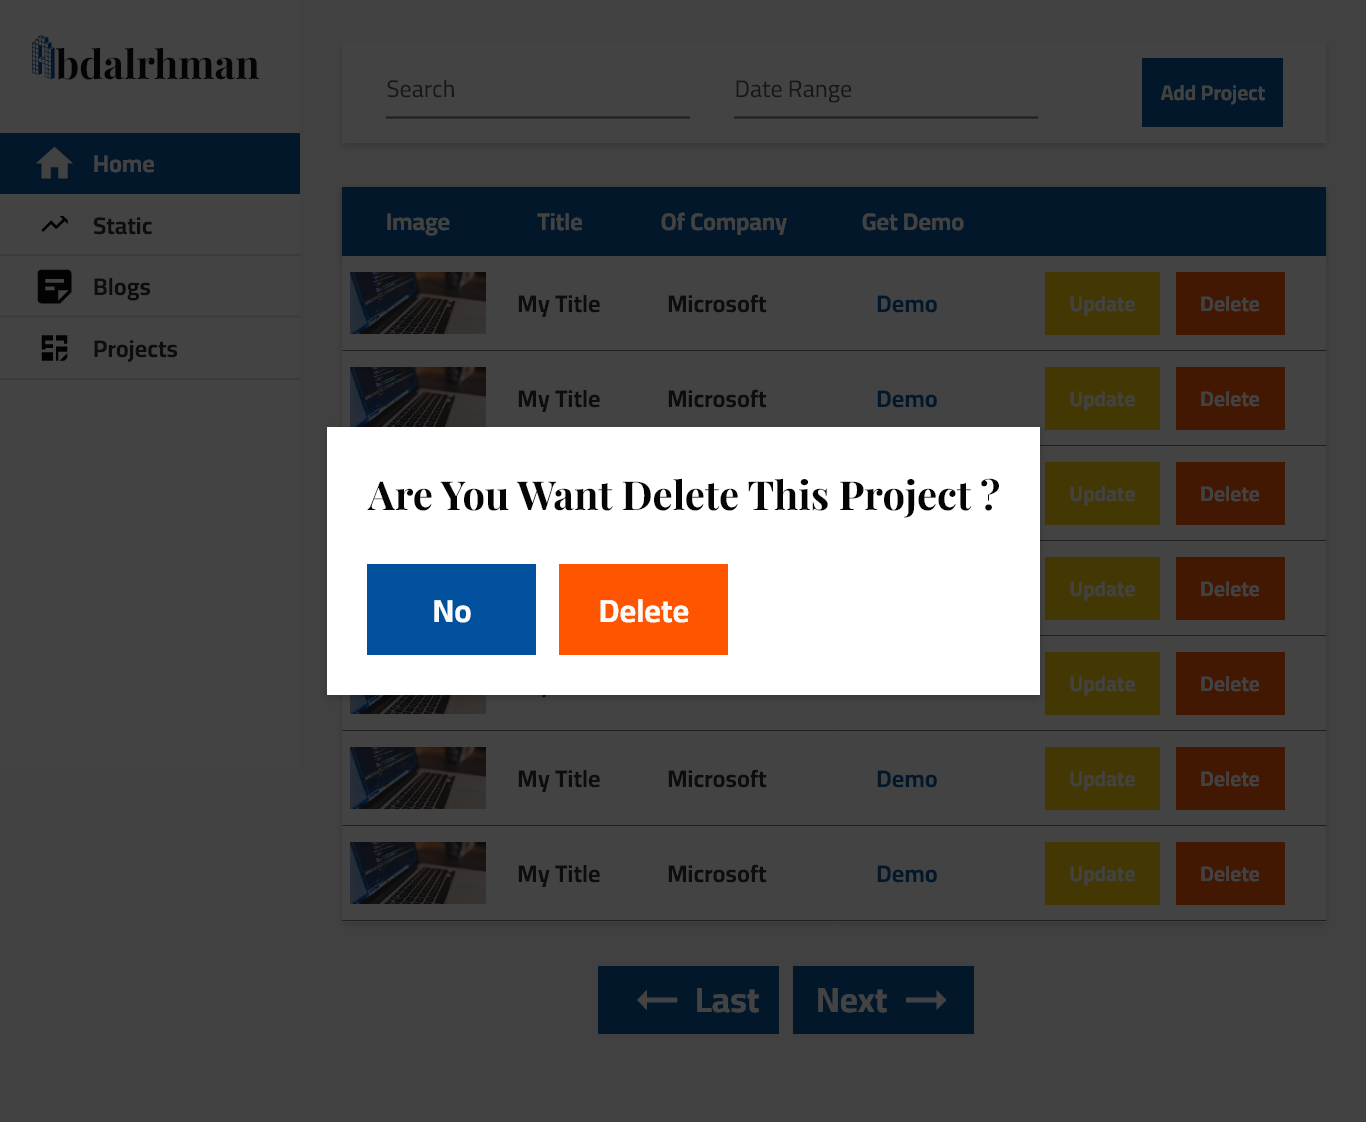 bdalrhman
Home
Static
Blogs
Projects
Search Date Range Add Project
Image Title Of Company Get Demo
My Title Microsoft Demo Update Delete
My Title Microsoft Demo Update Delete
Update Delete
Update Delete
Update Delete
My Title Microsoft Demo Update Delete
My Title Microsoft Demo Update Delete
Are You Want Delete This Project ?
No Delete
Last Next